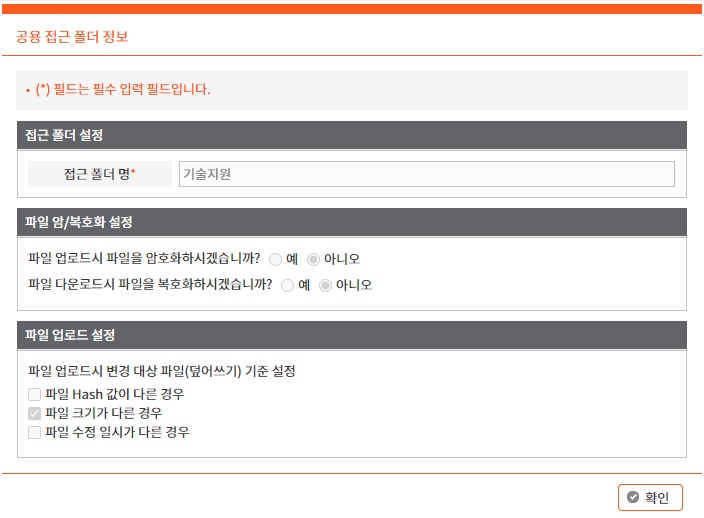 공용 접근 폴더 정보
• (*) 필드는 필수 입력 필드입니다.
접근 폴더 설정
접근 폴더 명* 기술지원
파일 암/복호화 설정
파일 업로드시 파일을 암호화하시겠습니까? 예 아니오
파일 다운로드시 파일을 복호화하시겠습니까? 예 아니오
파일 업로드 설정
파일 업로드시 변경 대상 파일(덮어쓰기) 기준 설정
파일 Hash 값이 다른 경우
파일 크기가 다른 경우
파일 수정 일시가 다른 경우
확인